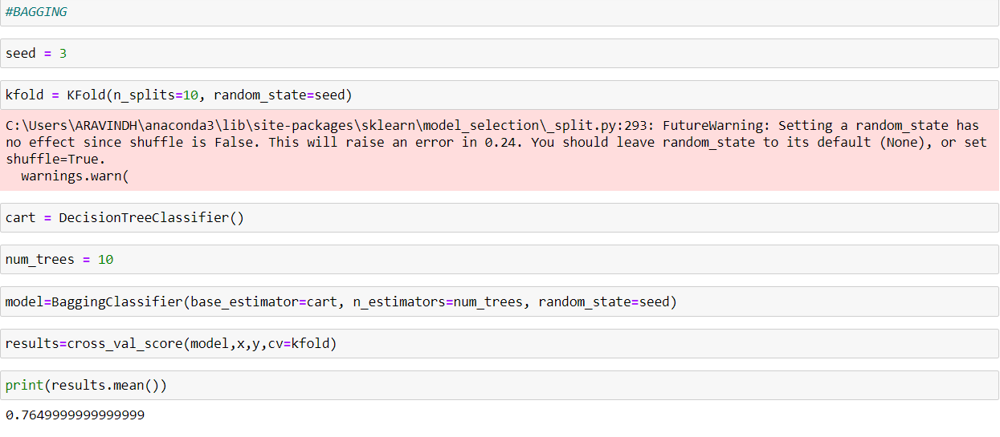 #BAGGING
seed = 3
kfold = KFold(n_splits=10, random_state=seed)
C:\Users\ARAVINDH\anaconda3\lib\site-packages\sklearn\model_selection\_split.py:293: FutureWarning: Setting a random_state has
no effect since shuffle is False. This will raise an error in 0.24. You should leave random_state to its default (None), or set
shuffle=True.
  warnings.warn(
cart = DecisionTreeClassifier()
num_trees = 10
model=BaggingClassifier(base_estimator=cart, n_estimators=num_trees, random_state=seed)
results=cross_val_score(model,x,y,cv=kfold)
print(results.mean())
0.7649999999999999